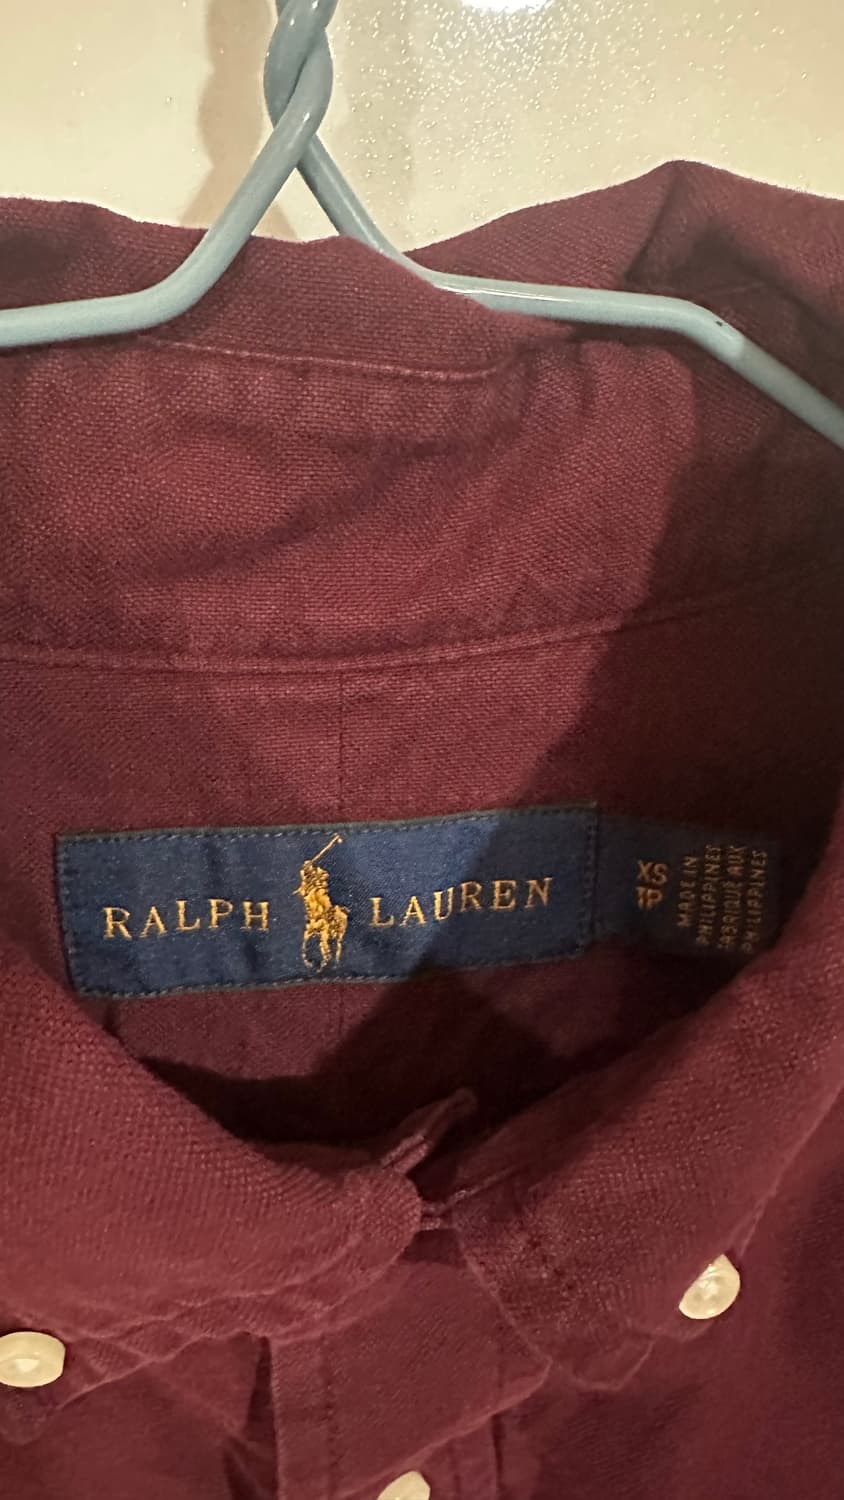 RALPH LAUREN
XS
TP
MADE IN
PHILIPPINES
FABRIQUÉ AUX
PHILIPPINES